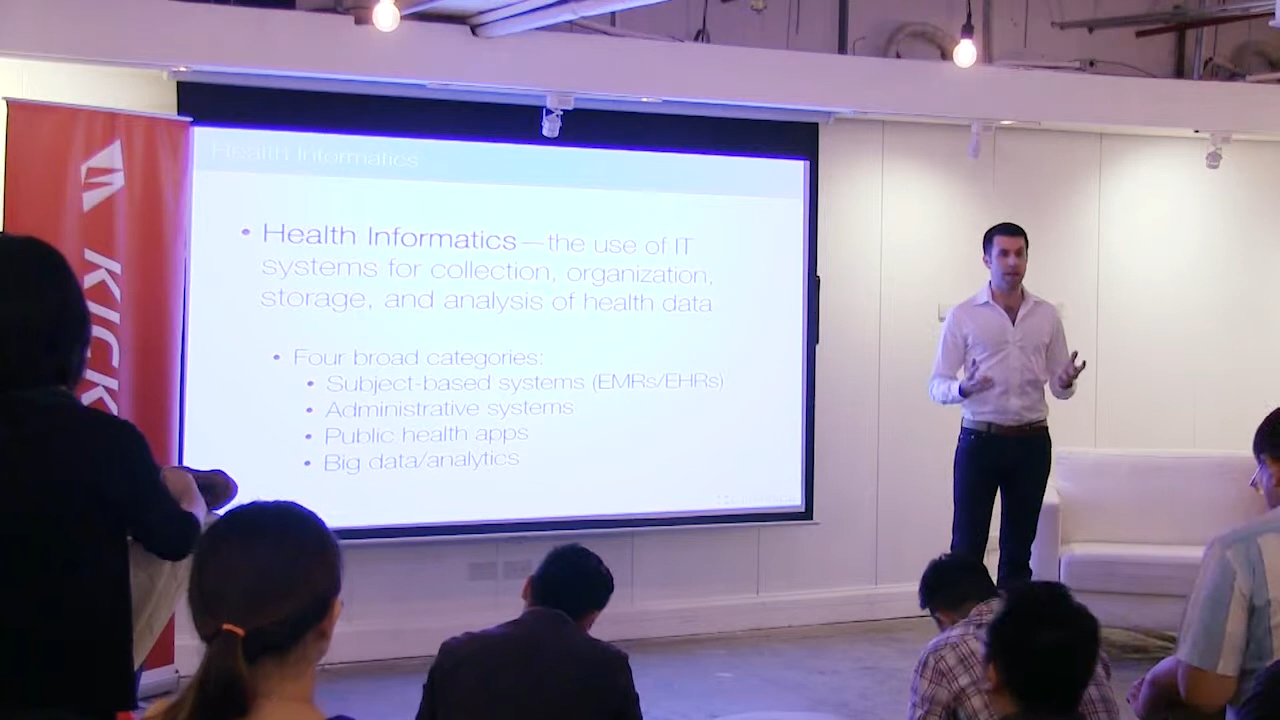 Health Informatics
• Health Informatics—the use of IT
systems for collection, organization,
storage, and analysis of health data
• Four broad categories:
• Subject-based systems (EMRs/EHRs)
• Administrative systems
• Public health apps
• Big data/analytics
KICK